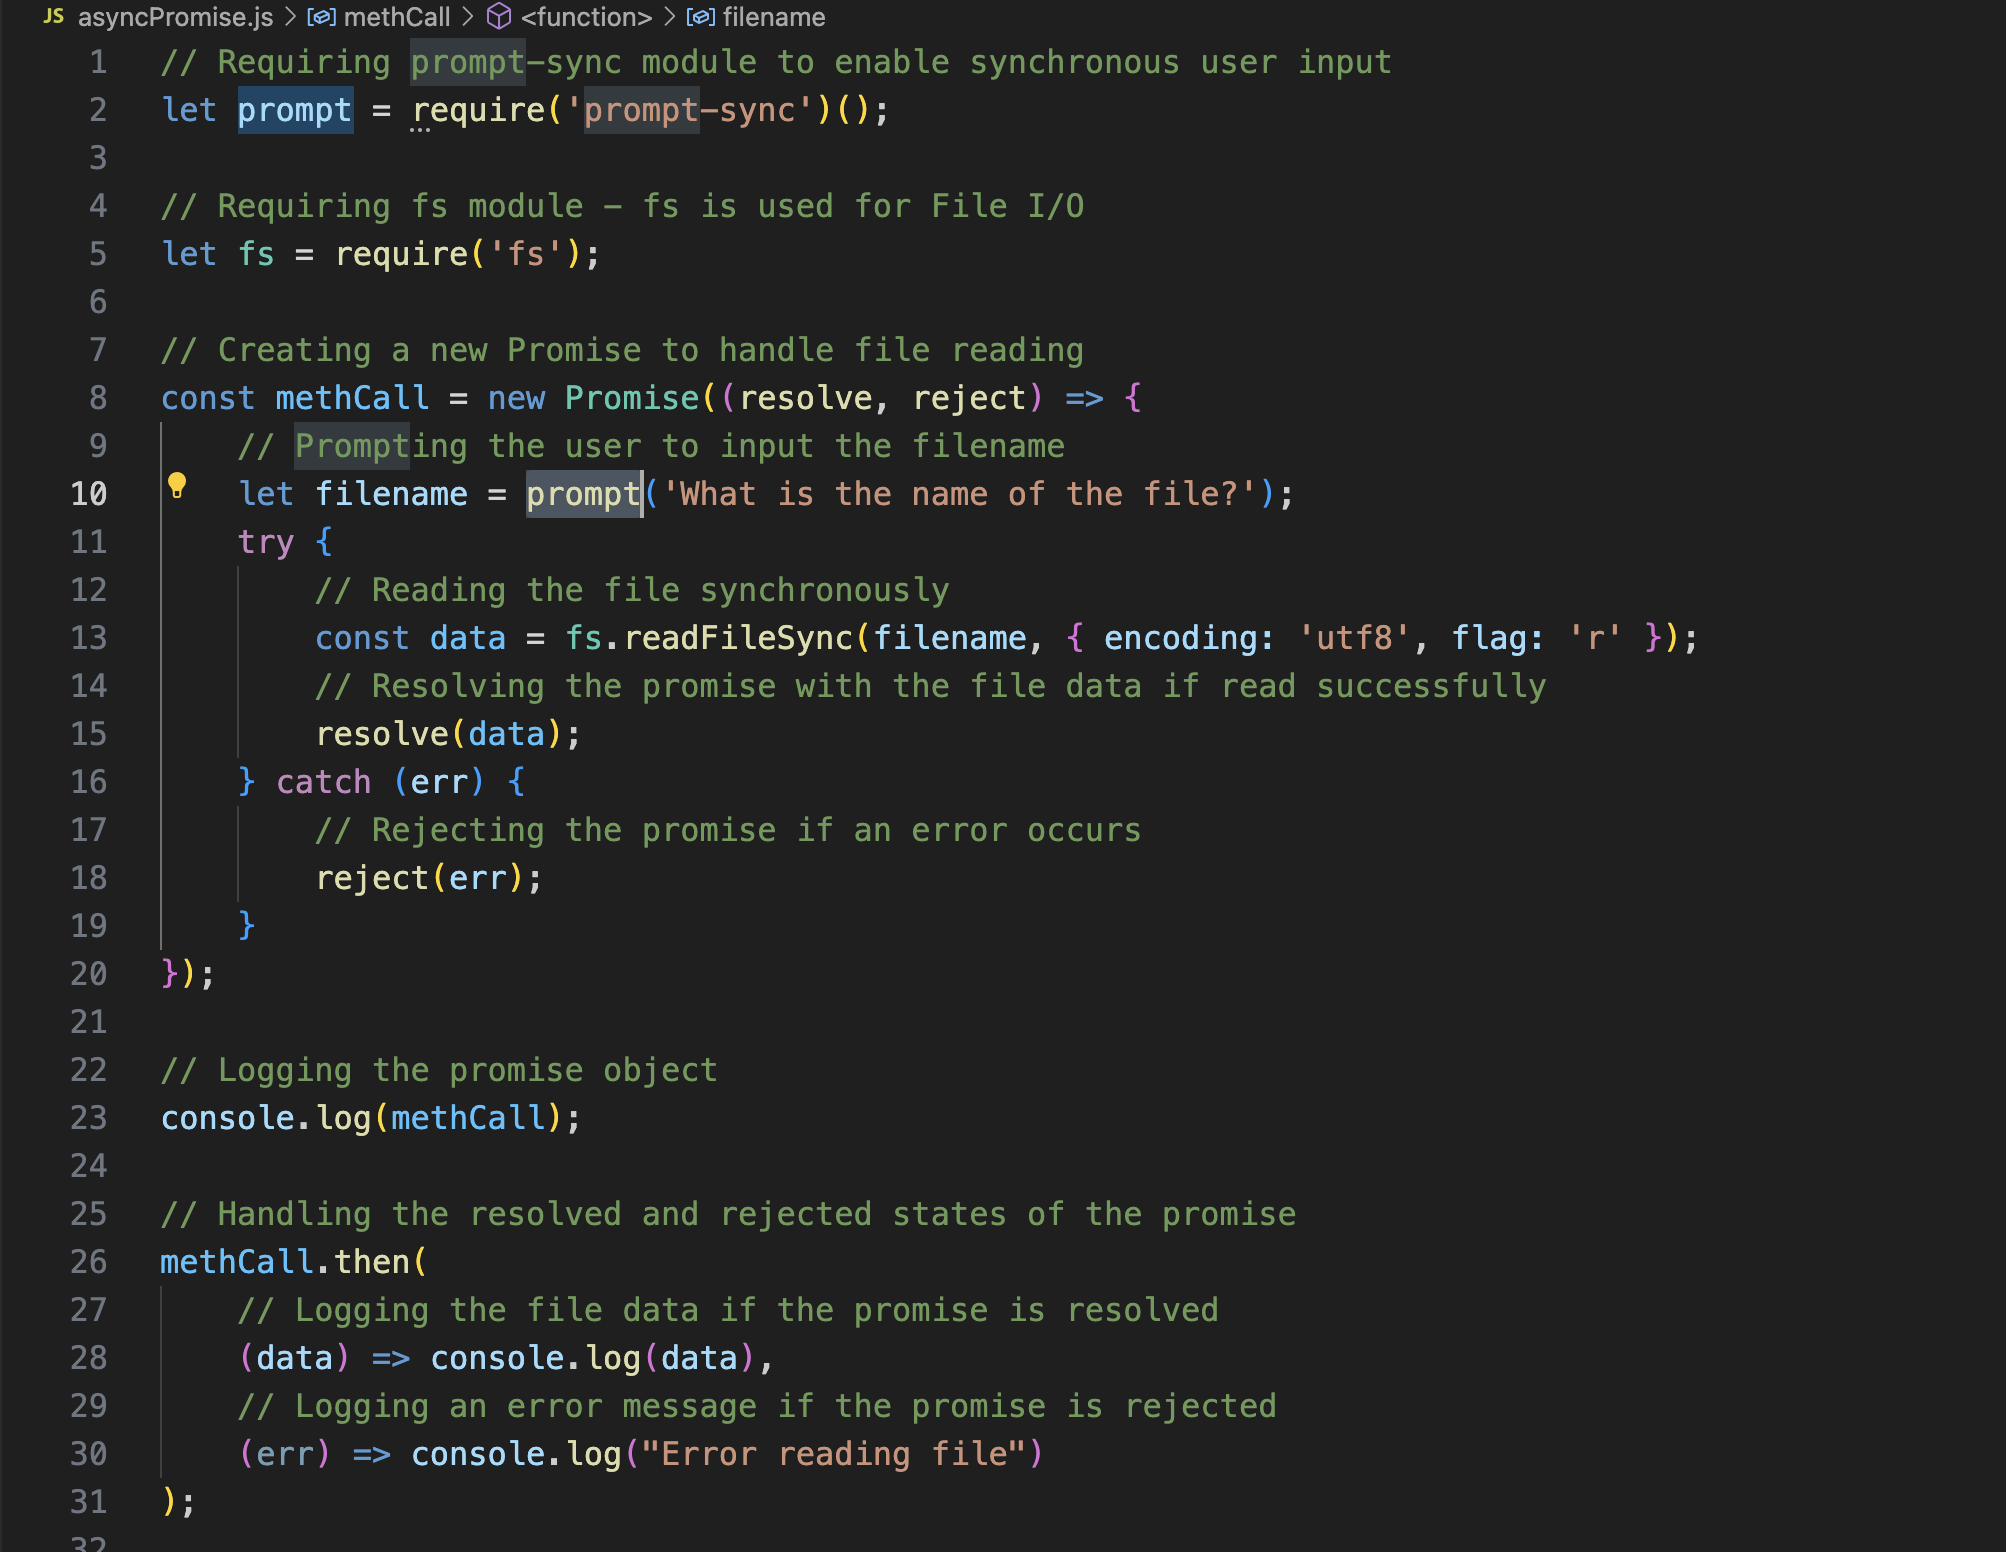 JS asyncPromise.js > methCall > <function> > filename
1 // Requiring prompt-sync module to enable synchronous user input
2 let prompt = require('prompt-sync')();
3
4 // Requiring fs module - fs is used for File I/O
5 let fs = require('fs');
6
7 // Creating a new Promise to handle file reading
8 const methCall = new Promise((resolve, reject) => {
9     // Prompting the user to input the filename
10     let filename = prompt('What is the name of the file?');
11     try {
12         // Reading the file synchronously
13         const data = fs.readFileSync(filename, { encoding: 'utf8', flag: 'r' });
14         // Resolving the promise with the file data if read successfully
15         resolve(data);
16     } catch (err) {
17         // Rejecting the promise if an error occurs
18         reject(err);
19     }
20 });
21
22 // Logging the promise object
23 console.log(methCall);
24
25 // Handling the resolved and rejected states of the promise
26 methCall.then(
27     // Logging the file data if the promise is resolved
28     (data) => console.log(data),
29     // Logging an error message if the promise is rejected
30     (err) => console.log("Error reading file")
31 );
32